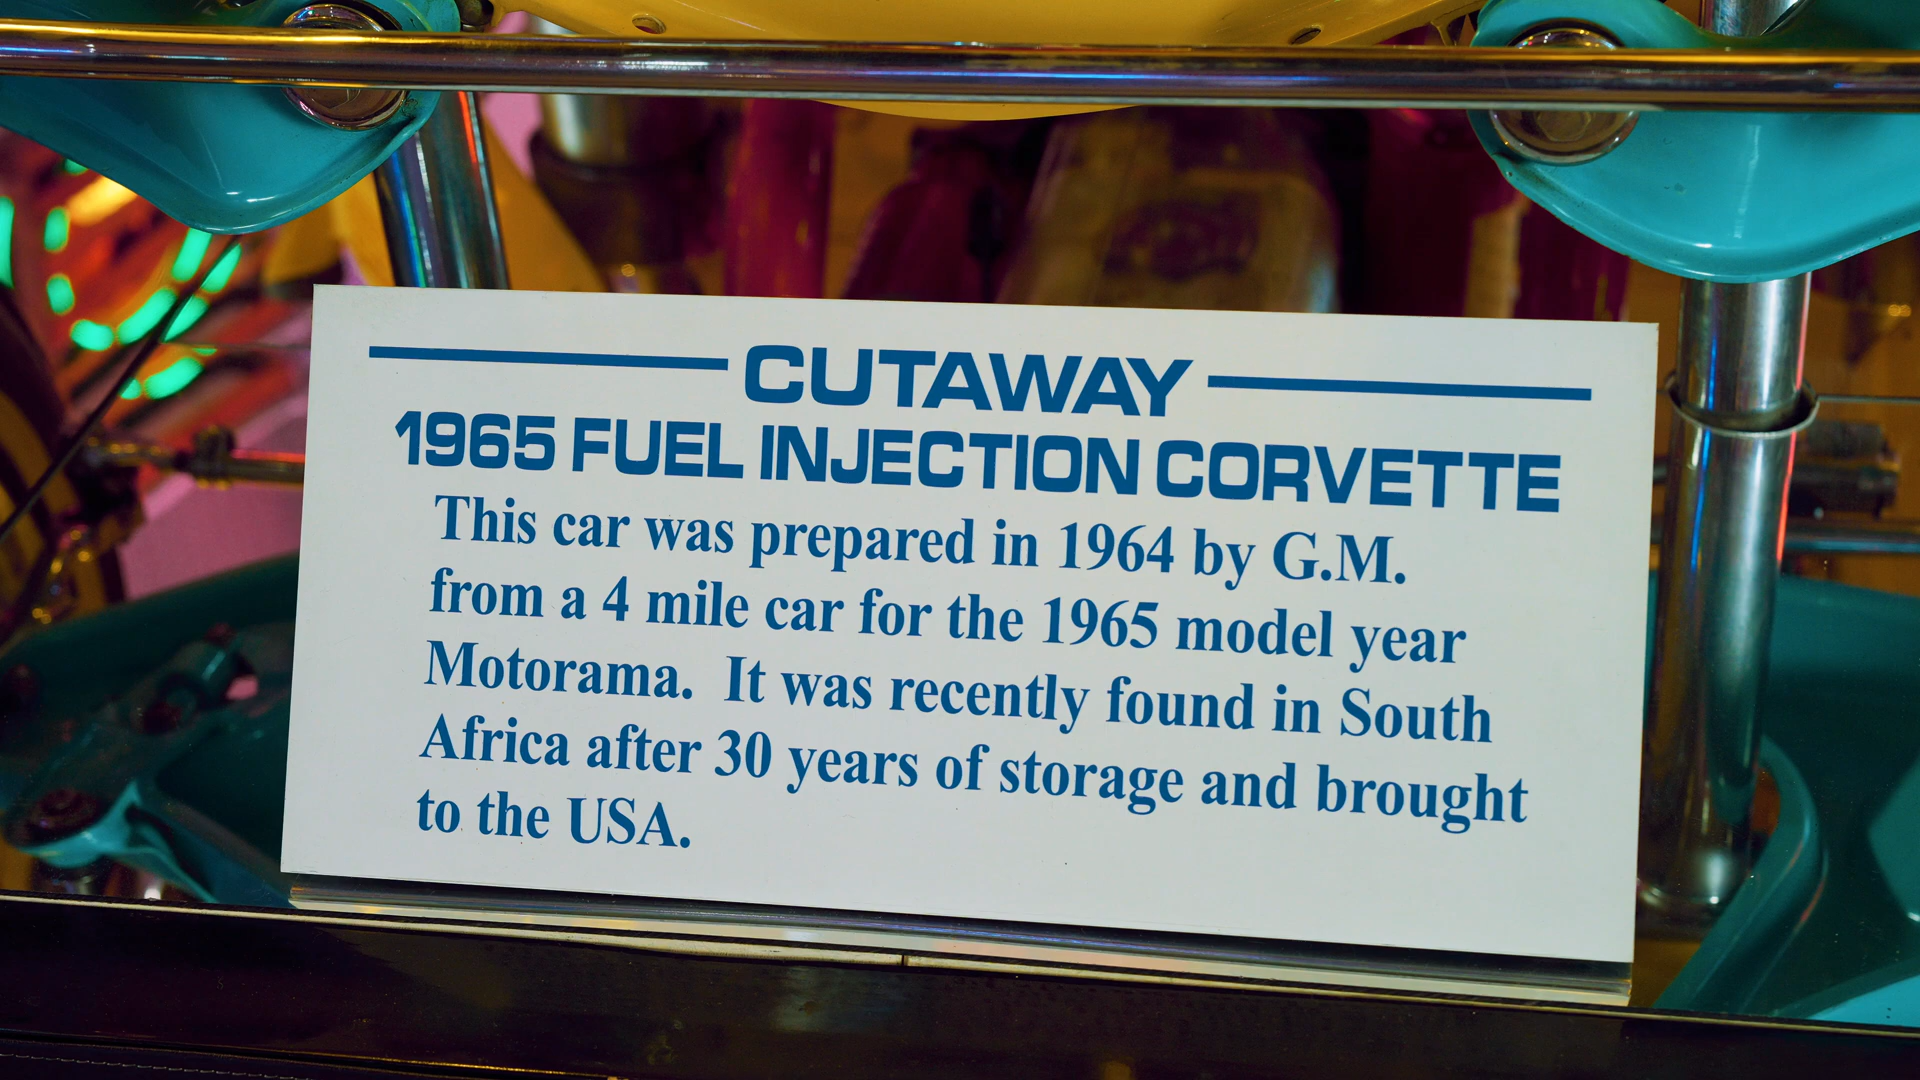 CUTAWAY
1965 FUEL INJECTION CORVETTE
This car was prepared in 1964 by G.M.
from a 4 mile car for the 1965 model year
Motorama. It was recently found in South
Africa after 30 years of storage and brought
to the USA.